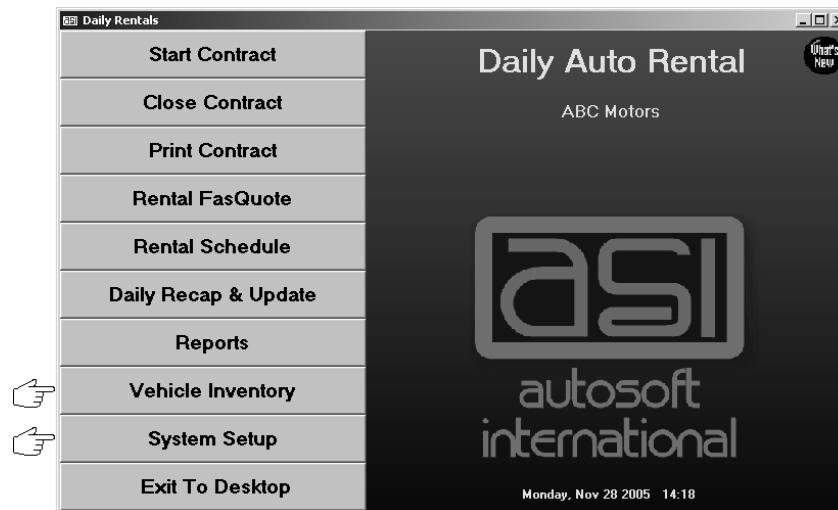 Daily Rentals
Start Contract
Close Contract
Print Contract
Rental FasQuote
Rental Schedule
Daily Recap & Update
Reports
Vehicle Inventory
System Setup
Exit To Desktop
Daily Auto Rental
What's
New
ABC Motors
asi
autosoft
international
Monday, Nov 28 2005 14:18